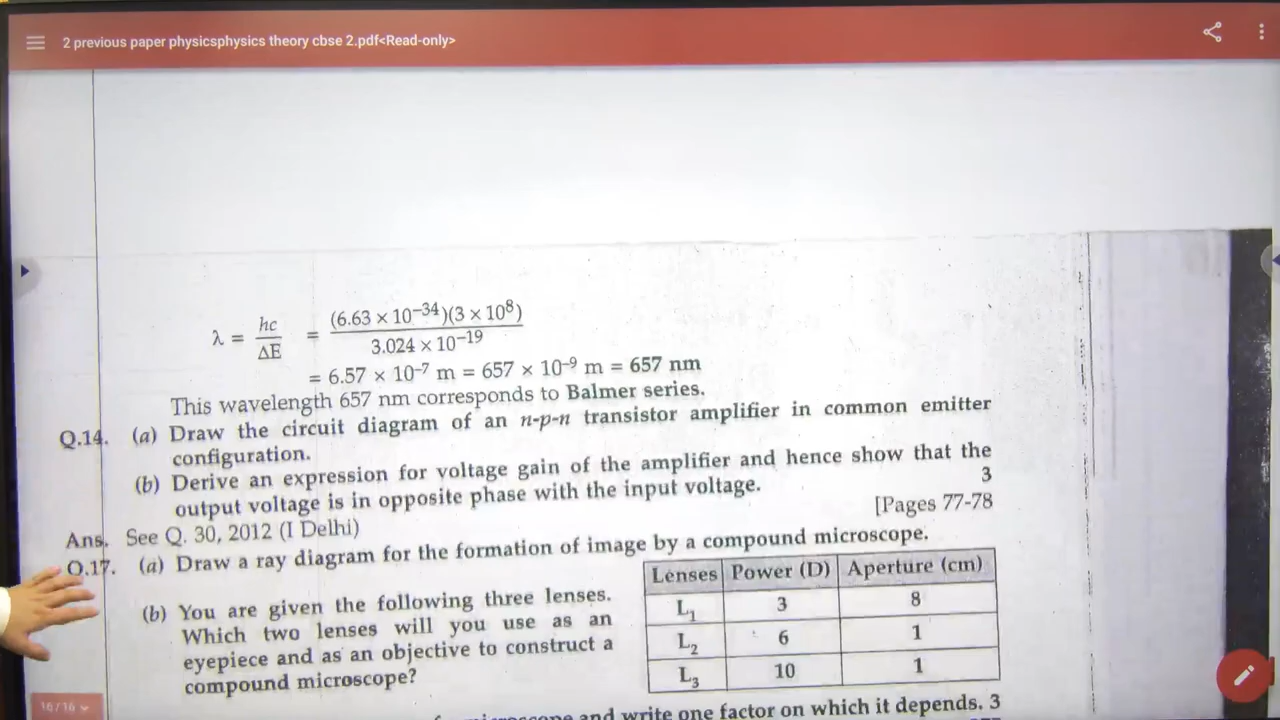 2 previous paper physicsphysics theory cbse 2.pdf<Read-only>
λ = hc/ΔE = (6.63 × 10⁻³⁴)(3 × 10⁸)/3.024 × 10⁻¹⁹
= 6.57 × 10⁻⁷ m = 657 × 10⁻⁹ m = 657 nm
This wavelength 657 nm corresponds to Balmer series.
Q.14. (a) Draw the circuit diagram of an n-p-n transistor amplifier in common emitter
configuration.
(b) Derive an expression for voltage gain of the amplifier and hence show that the
output voltage is in opposite phase with the input voltage. 3
Ans. See Q. 30, 2012 (I Delhi) [Pages 77-78
Q.17. (a) Draw a ray diagram for the formation of image by a compound microscope.
(b) You are given the following three lenses.
Which two lenses will you use as an
eyepiece and as an objective to construct a
compound microscope?
Lenses Power (D) Aperture (cm)
L₁ 3 8
L₂ 6 1
L₃ 10 1
and write one factor on which it depends. 3
16/16